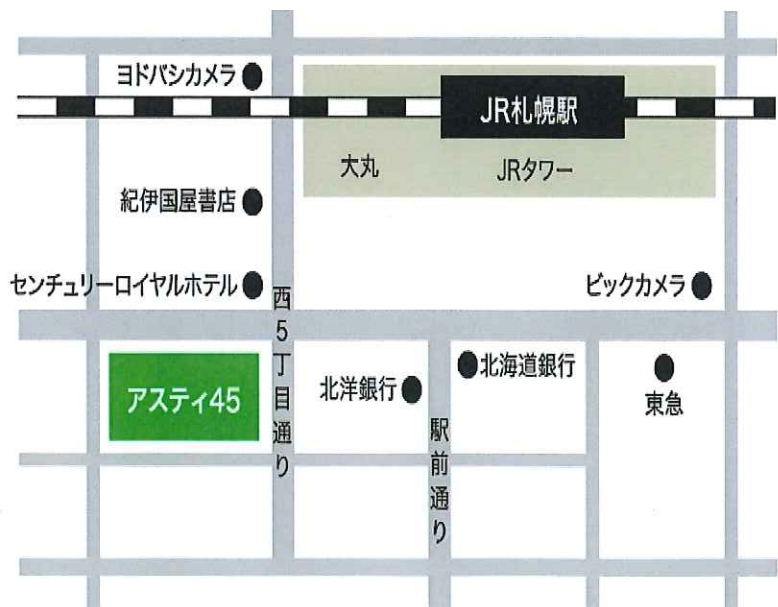 ヨドバシカメラ
JR札幌駅
大丸
JRタワー
紀伊国屋書店
センチュリーロイヤルホテル
ビックカメラ
西5丁目通り
アスティ45
北洋銀行
北海道銀行
東急
駅前通り